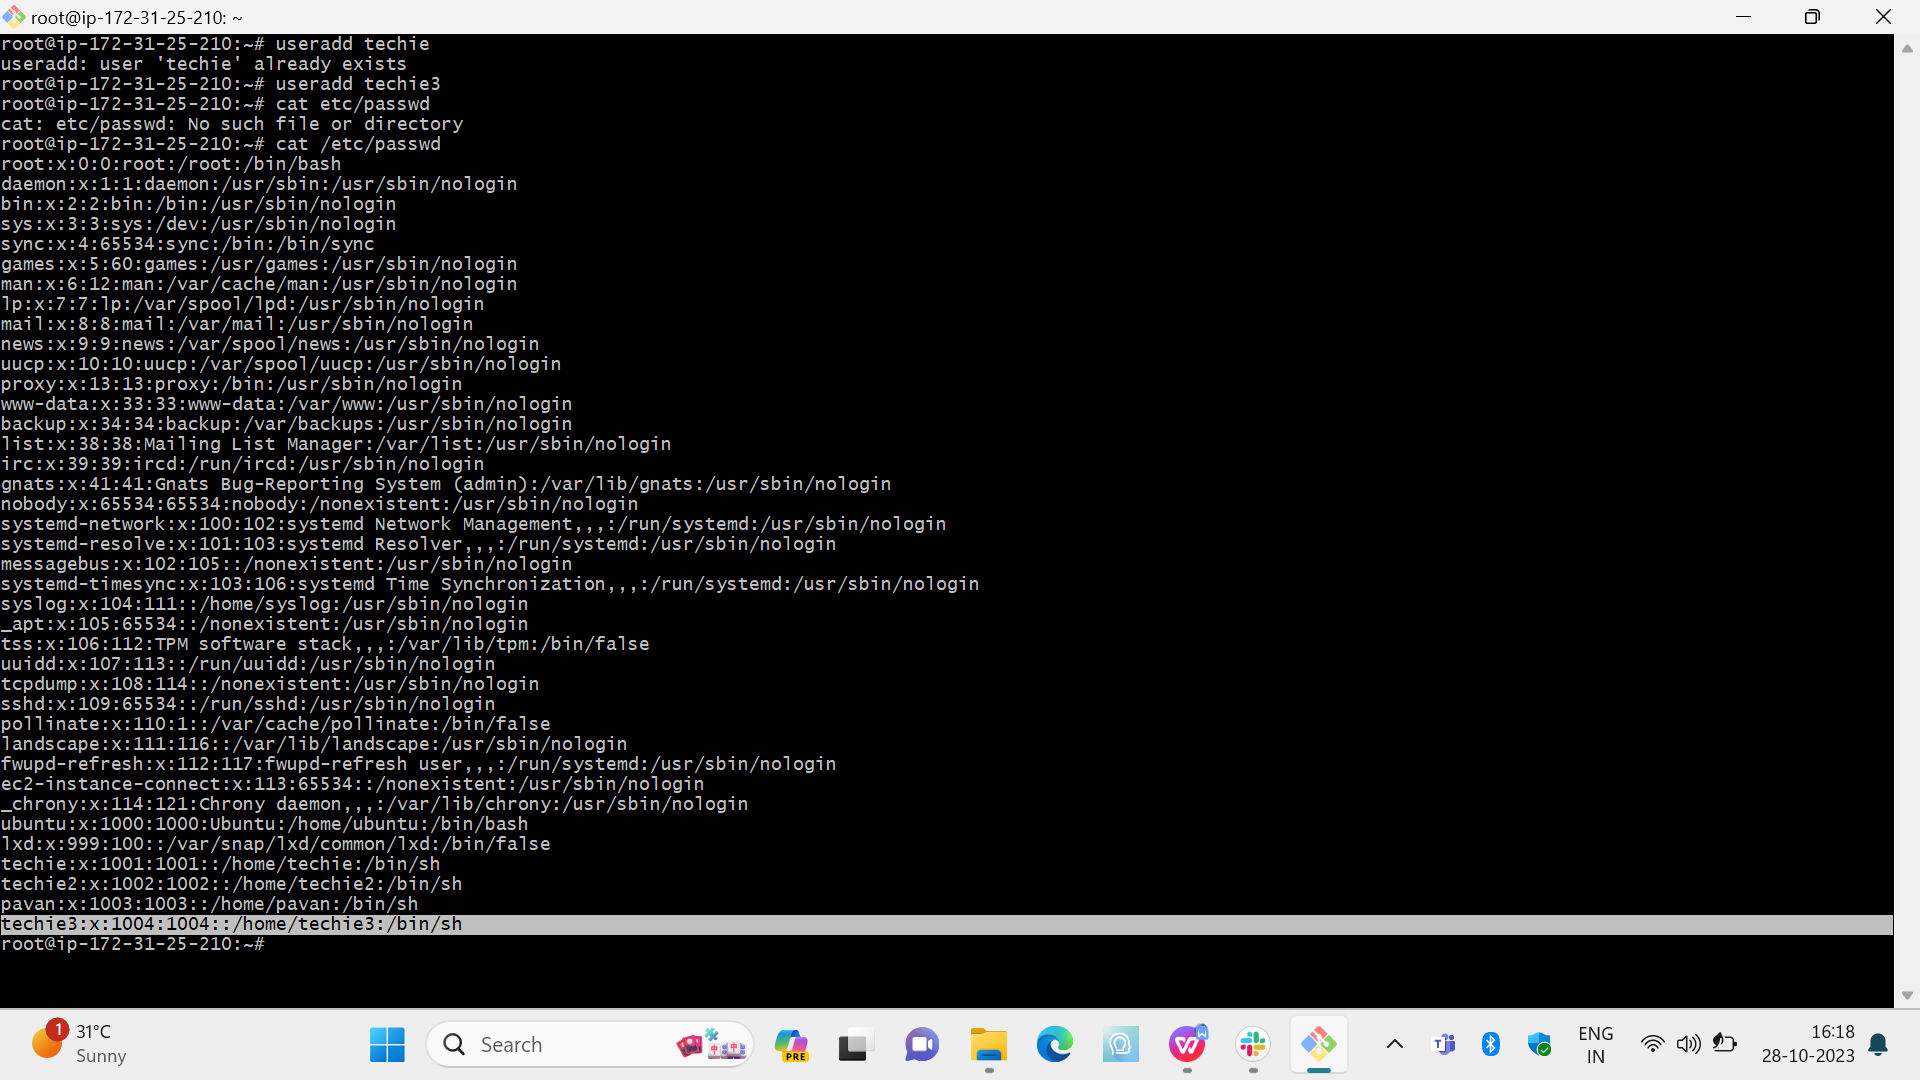 root@ip-172-31-25-210: ~
root@ip-172-31-25-210:~# useradd techie
useradd: user 'techie' already exists
root@ip-172-31-25-210:~# useradd techie3
root@ip-172-31-25-210:~# cat etc/passwd
cat: etc/passwd: No such file or directory
root@ip-172-31-25-210:~# cat /etc/passwd
root:x:0:0:root:/root:/bin/bash
daemon:x:1:1:daemon:/usr/sbin:/usr/sbin/nologin
bin:x:2:2:bin:/bin:/usr/sbin/nologin
sys:x:3:3:sys:/dev:/usr/sbin/nologin
sync:x:4:65534:sync:/bin:/bin/sync
games:x:5:60:games:/usr/games:/usr/sbin/nologin
man:x:6:12:man:/var/cache/man:/usr/sbin/nologin
lp:x:7:7:lp:/var/spool/lpd:/usr/sbin/nologin
mail:x:8:8:mail:/var/mail:/usr/sbin/nologin
news:x:9:9:news:/var/spool/news:/usr/sbin/nologin
uucp:x:10:10:uucp:/var/spool/uucp:/usr/sbin/nologin
proxy:x:13:13:proxy:/bin:/usr/sbin/nologin
www-data:x:33:33:www-data:/var/www:/usr/sbin/nologin
backup:x:34:34:backup:/var/backups:/usr/sbin/nologin
list:x:38:38:Mailing List Manager:/var/list:/usr/sbin/nologin
irc:x:39:39:ircd:/run/ircd:/usr/sbin/nologin
gnats:x:41:41:Gnats Bug-Reporting System (admin):/var/lib/gnats:/usr/sbin/nologin
nobody:x:65534:65534:nobody:/nonexistent:/usr/sbin/nologin
systemd-network:x:100:102:systemd Network Management,,,:/run/systemd:/usr/sbin/nologin
systemd-resolve:x:101:103:systemd Resolver,,,:/run/systemd:/usr/sbin/nologin
messagebus:x:102:105::/nonexistent:/usr/sbin/nologin
systemd-timesync:x:103:106:systemd Time Synchronization,,,:/run/systemd:/usr/sbin/nologin
syslog:x:104:111::/home/syslog:/usr/sbin/nologin
_apt:x:105:65534::/nonexistent:/usr/sbin/nologin
tss:x:106:112:TPM software stack,,,:/var/lib/tpm:/bin/false
uuidd:x:107:113::/run/uuidd:/usr/sbin/nologin
tcpdump:x:108:114::/nonexistent:/usr/sbin/nologin
sshd:x:109:65534::/run/sshd:/usr/sbin/nologin
pollinate:x:110:1::/var/cache/pollinate:/bin/false
landscape:x:111:116::/var/lib/landscape:/usr/sbin/nologin
fwupd-refresh:x:112:117:fwupd-refresh user,,,:/run/systemd:/usr/sbin/nologin
ec2-instance-connect:x:113:65534::/nonexistent:/usr/sbin/nologin
_chrony:x:114:121:Chrony daemon,,,:/var/lib/chrony:/usr/sbin/nologin
ubuntu:x:1000:1000:Ubuntu:/home/ubuntu:/bin/bash
lxd:x:999:100::/var/snap/lxd/common/lxd:/bin/false
techie:x:1001:1001::/home/techie:/bin/sh
techie2:x:1002:1002::/home/techie2:/bin/sh
pavan:x:1003:1003::/home/pavan:/bin/sh
techie3:x:1004:1004::/home/techie3:/bin/sh
root@ip-172-31-25-210:~#
1
31°C
Sunny
Search
PRE
ENG
IN
16:18
28-10-2023